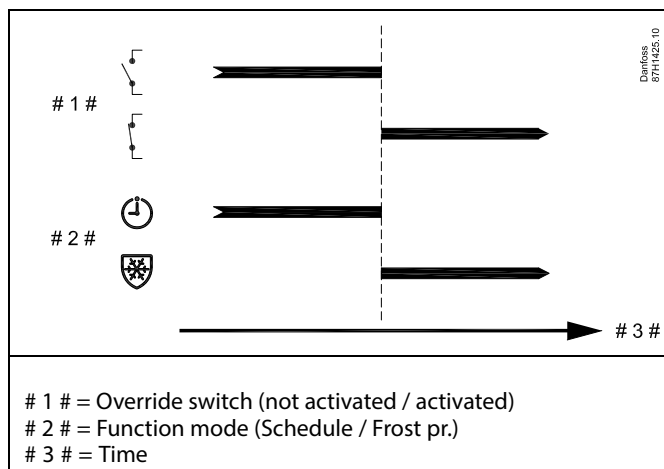 Danfoss
87H1425.10
# 1 #
# 2 #
# 3 #
# 1 # = Override switch (not activated / activated)
# 2 # = Function mode (Schedule / Frost pr.)
# 3 # = Time